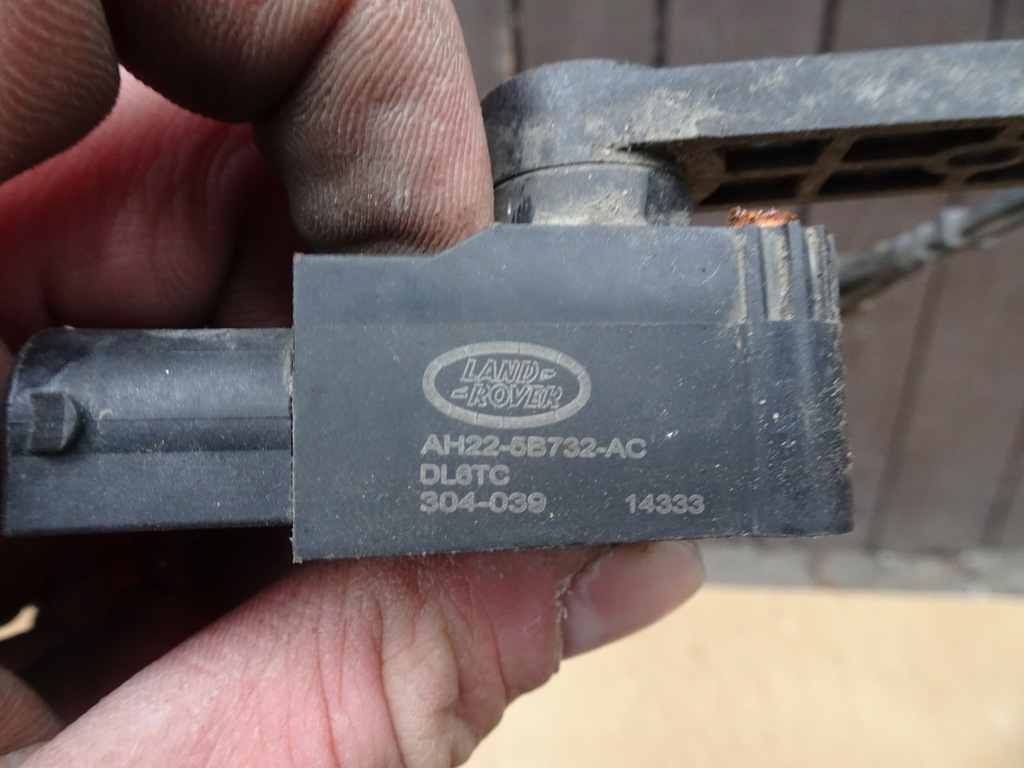 LAND
ROVER
AH22-5B732-AC
DL6TC
304-039 14333